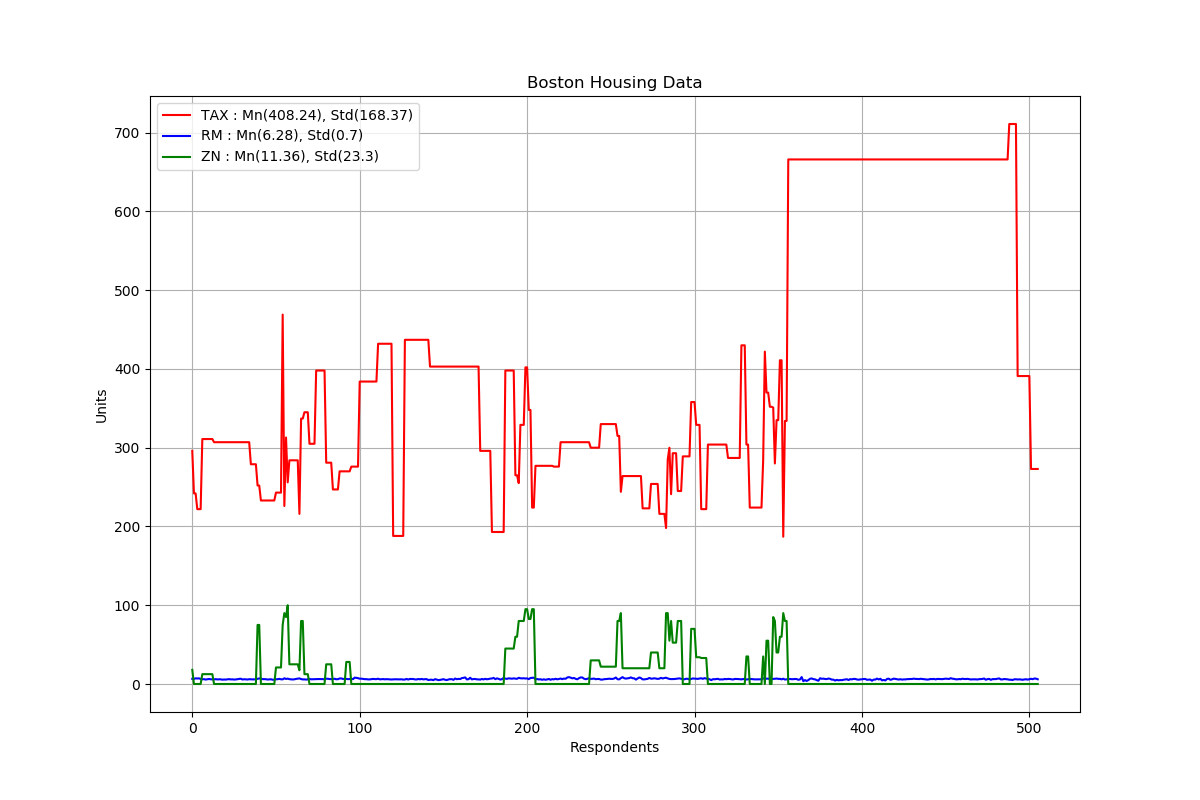 Boston Housing Data
TAX : Mn(408.24), Std(168.37)
RM : Mn(6.28), Std(0.7)
ZN : Mn(11.36), Std(23.3)
700
600
500
400
300
200
100
0
Units
0 100 200 300 400 500
Respondents